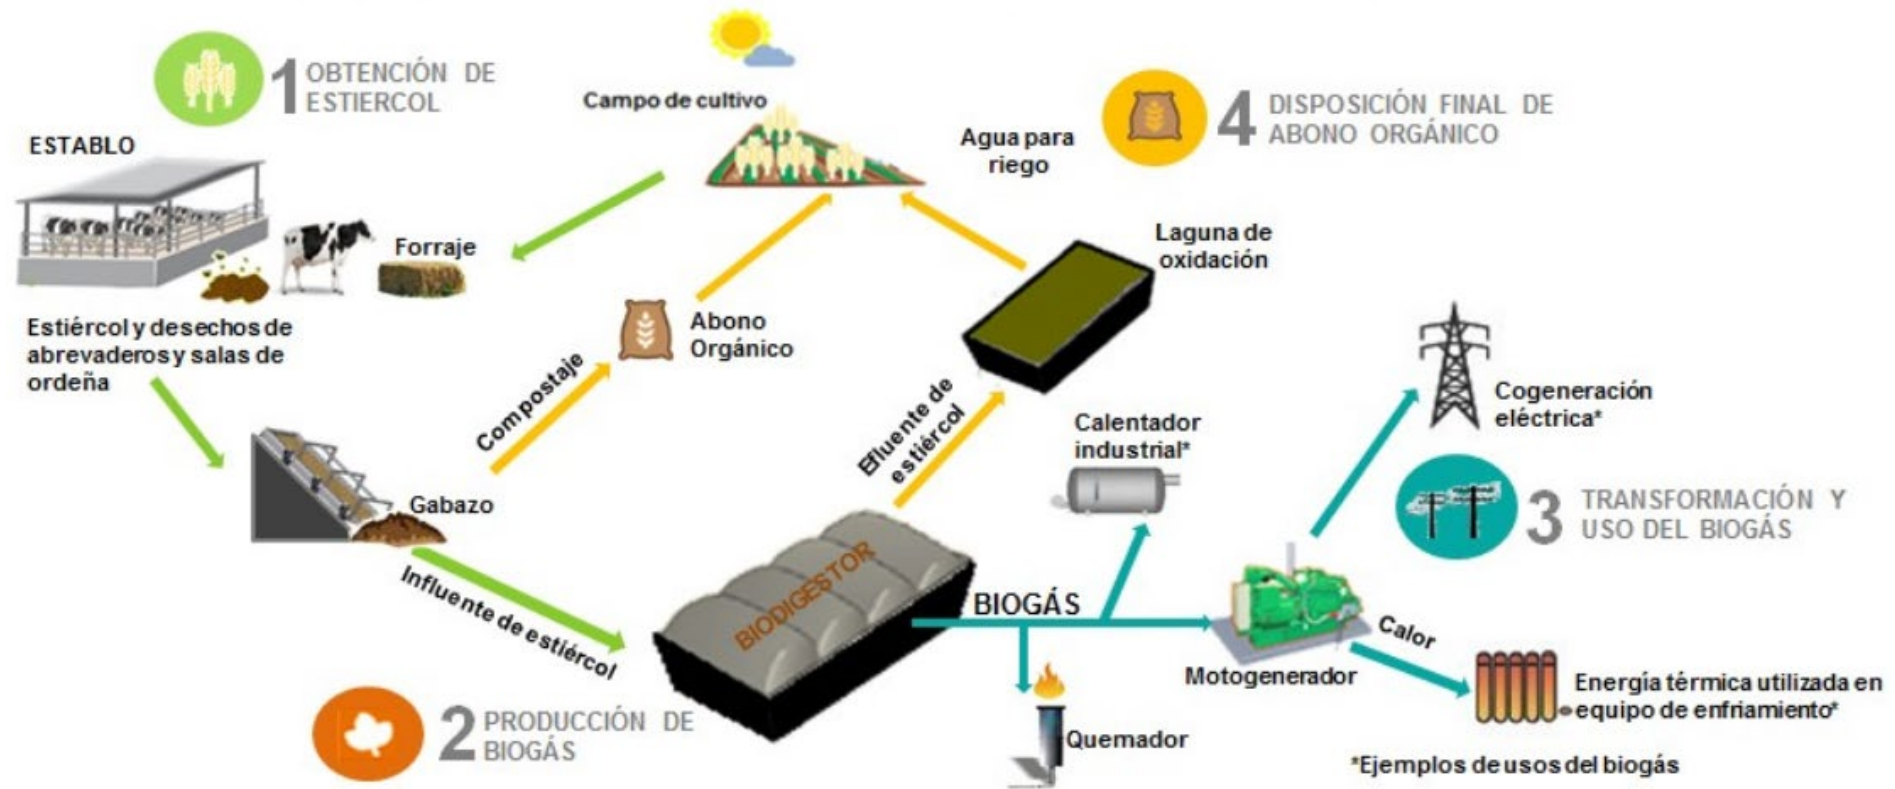 1 OBTENCIÓN DE
ESTIERCOL
ESTABLO
Forraje
Estiércol y desechos de
abrevaderos y salas de
ordeña
Gabazo
Influente de estiércol
2 PRODUCCIÓN DE
BIOGÁS
BIODIGESTOR
Compostaje
Abono
Orgánico
Campo de cultivo
Agua para
riego
Laguna de
oxidación
Efluente de
estiércol
4 DISPOSICIÓN FINAL DE
ABONO ORGÁNICO
BIOGÁS
Calentador
industrial*
Quemador
Motogenerador
Cogeneración
eléctrica*
3 TRANSFORMACIÓN Y
USO DEL BIOGÁS
Calor
Energía térmica utilizada en
equipo de enfriamiento*
*Ejemplos de usos del biogás